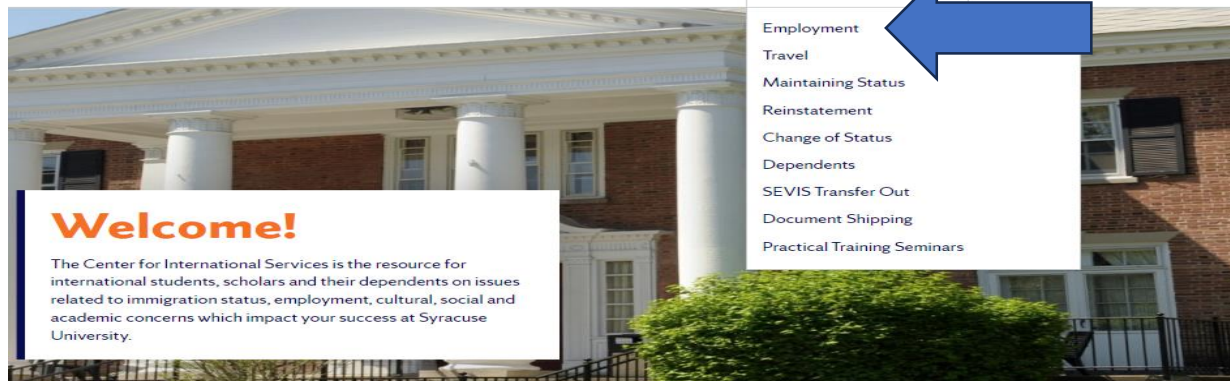 Employment
Travel
Maintaining Status
Reinstatement
Change of Status
Dependents
SEVIS Transfer Out
Document Shipping
Practical Training Seminars
Welcome!
The Center for International Services is the resource for
international students, scholars and their dependents on issues
related to immigration status, employment, cultural, social and
academic concerns which impact your success at Syracuse
University.